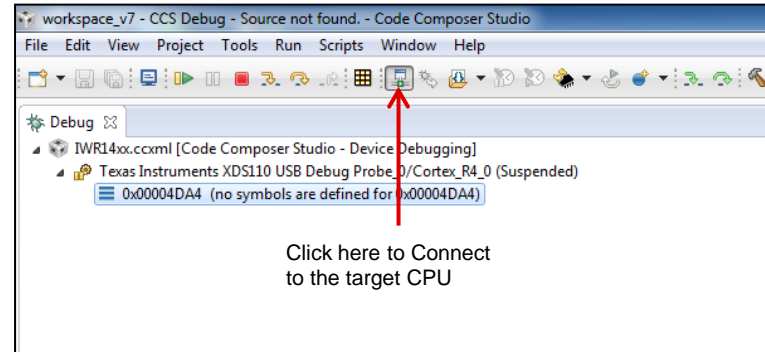 workspace_v7 - CCS Debug - Source not found. - Code Composer Studio
File Edit View Project Tools Run Scripts Window Help
Debug
IWR14xx.ccxml [Code Composer Studio - Device Debugging]
Texas Instruments XDS110 USB Debug Probe_0/Cortex_R4_0 (Suspended)
0x00004DA4 (no symbols are defined for 0x00004DA4)
Click here to Connect
to the target CPU